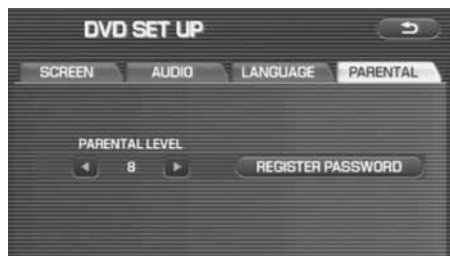 DVD SET UP
SCREEN AUDIO LANGUAGE PARENTAL
PARENTAL LEVEL
8 REGISTER PASSWORD